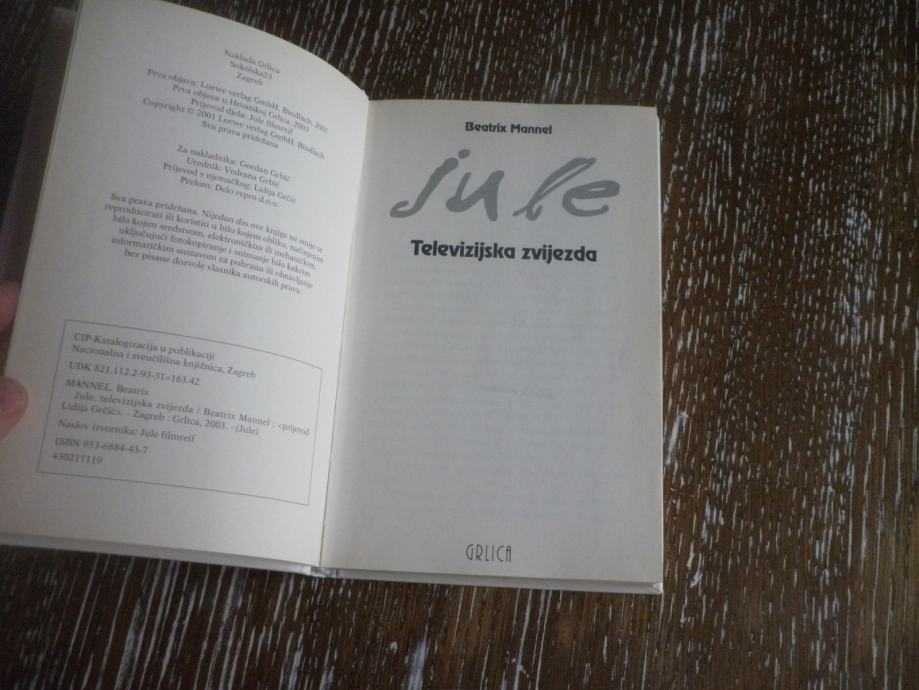 Naklada Grlica
Sokolska23
Zagreb
Prva objava: Loewe verlag GmbH, Bindlach, 2001
Prva objava u Hrvatskoj Grlica, 2003
Prijevod djela: Jule filmreif
Copyright © 2001 Loewe verlag GmbH, Bindlach
Sva prava pridržana
Za nakladnika: Gordan Grbić
Urednik: Vedrana Grbić
Prijevod s njemačkog: Lidija Grčić
Prelom: Delo repro d.o.o.
Sva prava pridržana. Nijedan dio ove knjige ne smije se
reproducirati ili koristiti u bilo kojem obliku, načinjenim
bilo kojim sredstvom, elektroničkim ili mehaničkim,
uključujući fotokopiranje i snimanje bilo kakvim
informatičkim sustavom za pohranu ili obnavljanje
bez pisane dozvole vlasnika autorskih prava.
CIP-Katalogizacija u publikaciji
Nacionalna i sveučilišna knjižnica, Zagreb
UDK 821.112.2-93-31=163.42
MANNEL, Beatrix
Jule, televizijska zvijezda / Beatrix Mannel ; <prijevod
Lidija Grčić>. - Zagreb : Grlica, 2003. - (Jule)
Naslov izvornika: Jule filmreif
ISBN 953-6884-43-7
430211119
Beatrix Mannel
jule
Televizijska zvijezda
GRLICA